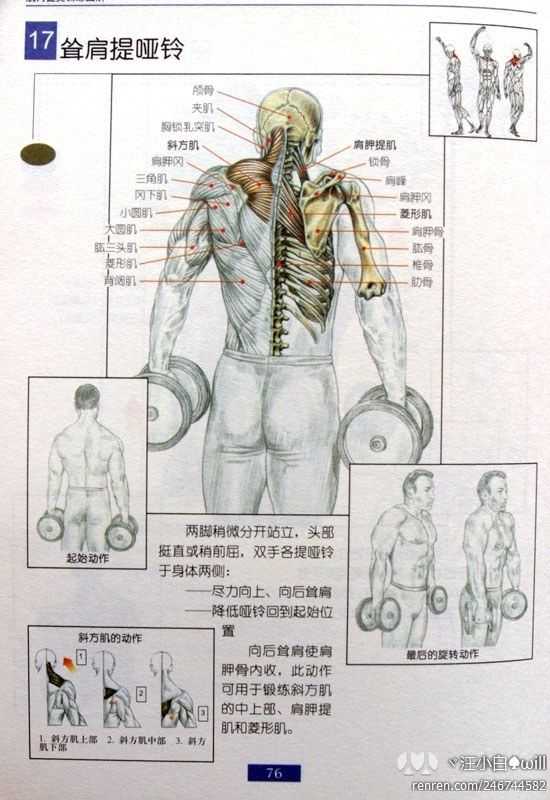 17 耸肩提哑铃
颅骨
夹肌
胸锁乳突肌
斜方肌
肩胛冈
三角肌
冈下肌
小圆肌
大圆肌
肱三头肌
菱形肌
背阔肌
肩胛提肌
锁骨
肩峰
肩胛冈
菱形肌
肩胛骨
肱骨
椎骨
肋骨
起始动作
两脚稍微分开站立，头部
挺直或稍前屈，双手各提哑铃
于身体两侧：
——尽力向上、向后耸肩
——降低哑铃回到起始位
置
向后耸肩使肩
胛骨内收，此动作
可用于锻练斜方肌
的中上部、肩胛提
肌和菱形肌。
最后的旋转动作
斜方肌的动作
1
2
3
1. 斜方肌上部 2. 斜方肌中部 3. 斜方
肌下部
76
ヾ汪小白♠will
renren.com/246744582